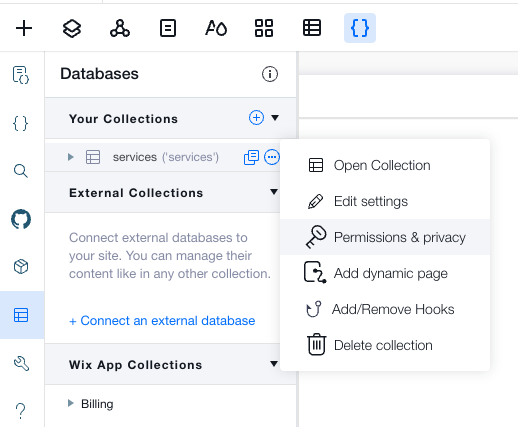 Databases
Your Collections
services ('services')
Open Collection
Edit settings
Permissions & privacy
Add dynamic page
Add/Remove Hooks
Delete collection
External Collections
Connect external databases to
your site. You can manage their
content like in any other collection.
+ Connect an external database
Wix App Collections
Billing